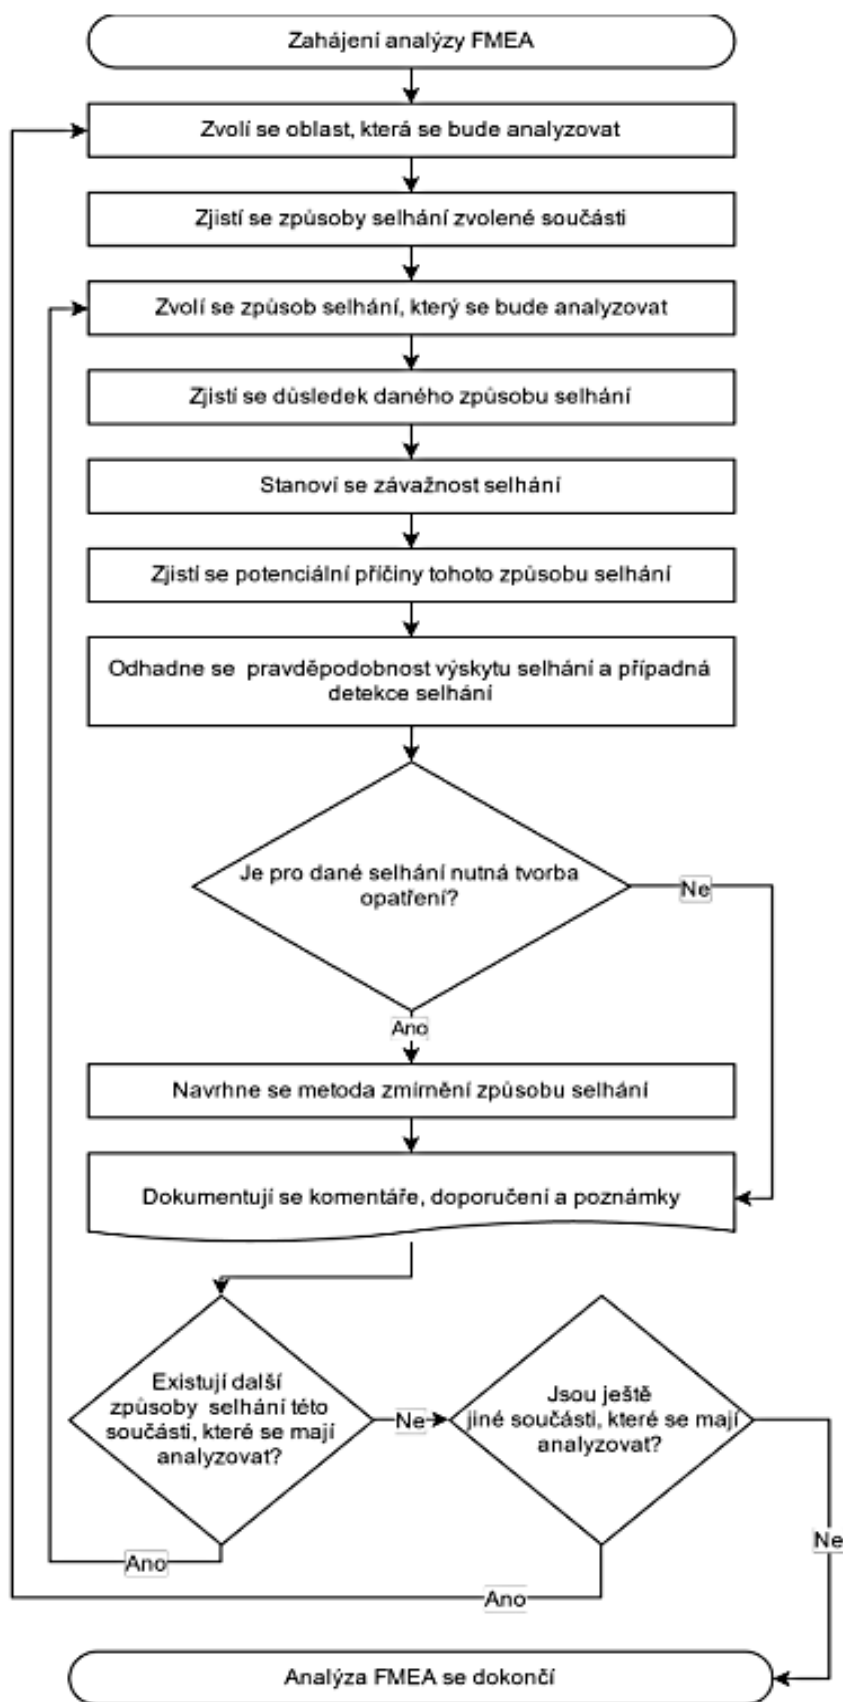 Zahájení analýzy FMEA
Zvolí se oblast, která se bude analyzovat
Zjistí se způsoby selhání zvolené součásti
Zvolí se způsob selhání, který se bude analyzovat
Zjistí se důsledek daného způsobu selhání
Stanoví se závažnost selhání
Zjistí se potenciální příčiny tohoto způsobu selhání
Odhadne se pravděpodobnost výskytu selhání a případná
detekce selhání
Je pro dané selhání nutná tvorba
opatření?
Ne
Ano
Navrhne se metoda zmírnění způsobu selhání
Dokumentují se komentáře, doporučení a poznámky
Existují další
způsoby selhání této
součásti, které se mají
analyzovat?
Ne
Jsou ještě
jiné součásti, které se mají
analyzovat?
Ne
Ano
Ano
Analýza FMEA se dokončí